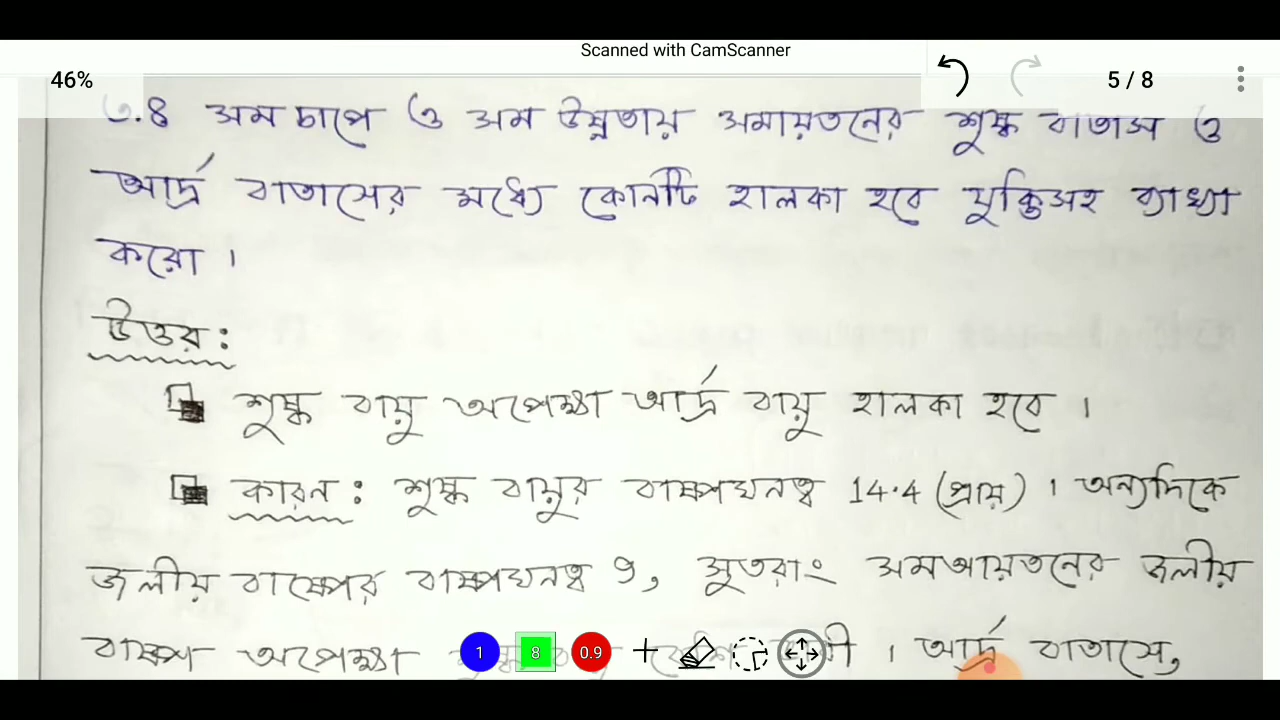 Scanned with CamScanner
46%
5 / 8
৩.৪ সম চাপে ও সম উষ্নতায় সমায়তনের শুষ্ক বাতাস ও
আর্দ্র বাতাসের মধ্যে কোনটি হালকা হবে যুক্তিসহ ব্যাখ্যা
করো ।
উত্তর :
শুষ্ক বায়ু অপেক্ষা আর্দ্র বায়ু হালকা হবে ।
কারন : শুষ্ক বায়ুর বাষ্পঘনত্ব 14.4 (প্রায়) । অন্যদিকে
জলীয় বাষ্পের বাষ্পঘনত্ব 9, সুতরাং সমআয়তনের জলীয়
বাষ্প অপেক্ষা । আর্দ্র বাতাসে,
1 8 0.9